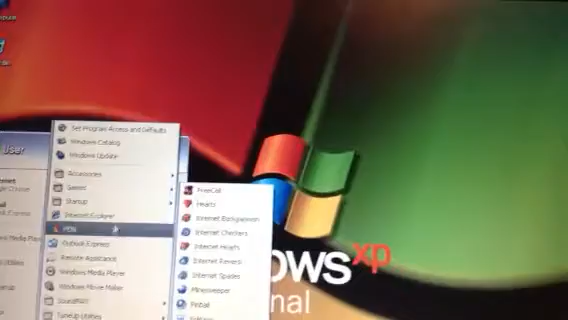 User
Set Program Access and Defaults
Windows Catalog
Windows Update
Accessories
Games
Startup
Internet Explorer
MSN
Outlook Express
Remote Assistance
Windows Media Player
Windows Movie Maker
TuneUp Utilities
FreeCell
Hearts
Internet Backgammon
Internet Checkers
Internet Hearts
Internet Reversi
Internet Spades
Minesweeper
Pinball
ows xp
nal